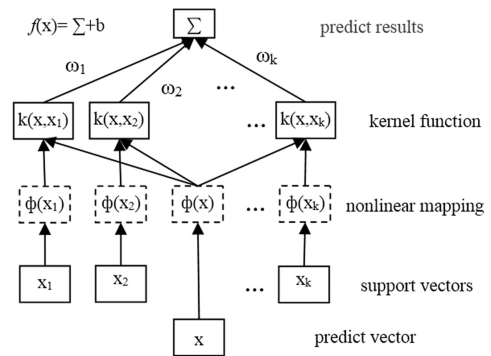 f(x)= ∑+b
∑
predict results
ω1
ω2
...
ωk
k(x,x1)
k(x,x2)
...
k(x,xk)
kernel function
ϕ(x1)
ϕ(x2)
ϕ(x)
...
ϕ(xk)
nonlinear mapping
x1
x2
...
xk
support vectors
x
predict vector